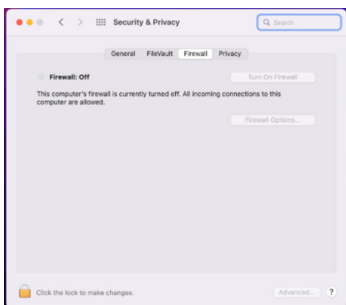 Security & Privacy
Search
General FileVault Firewall Privacy
Firewall: Off
Turn On Firewall
This computer's firewall is currently turned off. All incoming connections to this
computer are allowed.
Firewall Options...
Click the lock to make changes.
Advanced...
?